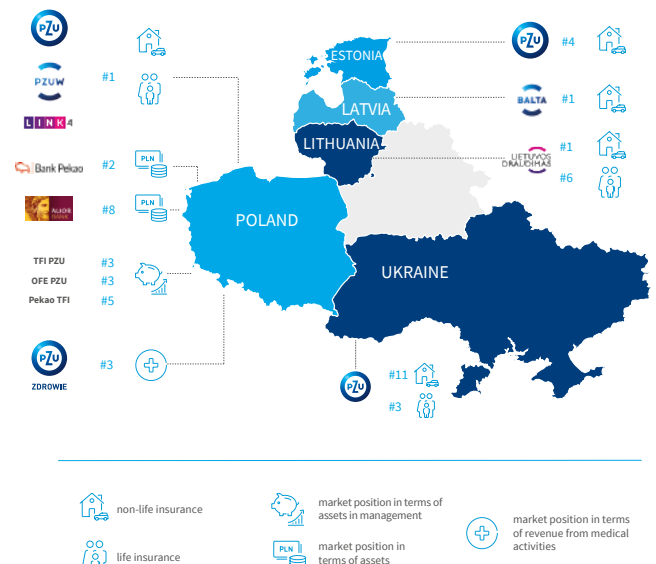 PZU
PZUW
#1
LINK4
Bank Pekao
#2
PLN
ALIOR
BANK
#8
PLN
TFI PZU
#3
OFE PZU
#3
Pekao TFI
#5
PZU
ZDROWIE
#3
ESTONIA
LATVIA
LITHUANIA
POLAND
UKRAINE
PZU
#4
BALTA
#1
LIETUVOS
DRAUDIMAS
#1
#6
PZU
#11
#3
non-life insurance
life insurance
market position in terms of
assets in management
PLN
market position in
terms of assets
market position in terms
of revenue from medical
activities